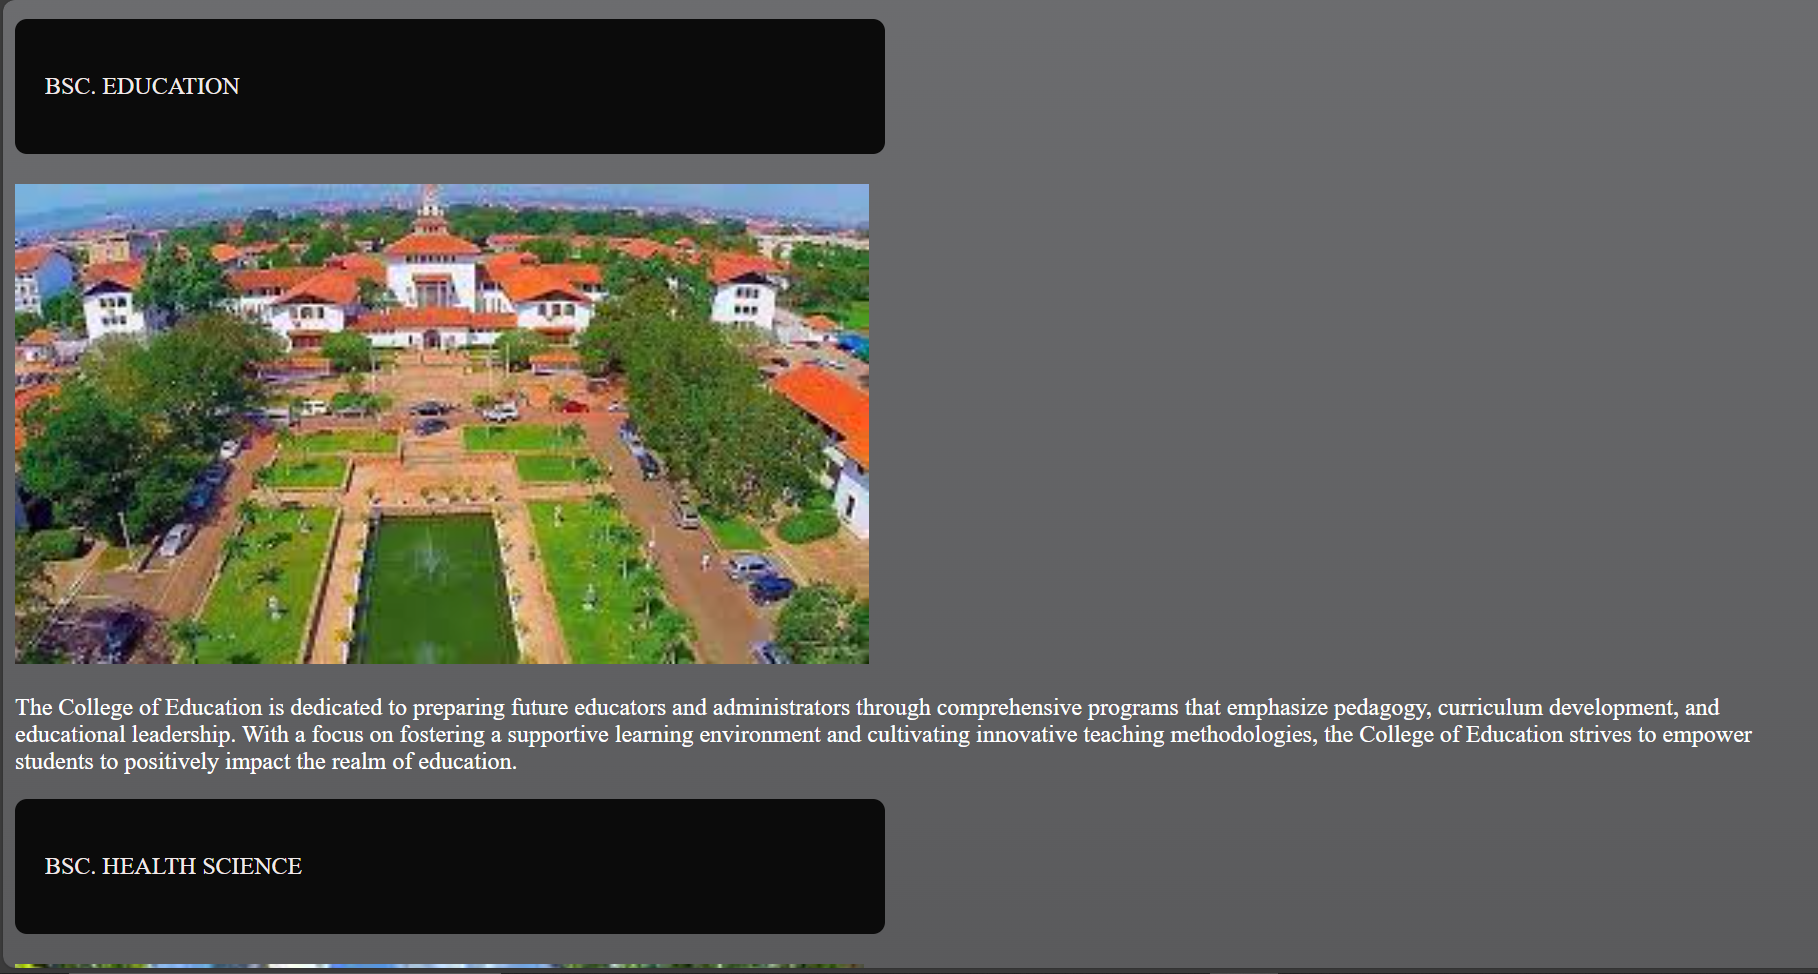 BSC. EDUCATION
The College of Education is dedicated to preparing future educators and administrators through comprehensive programs that emphasize pedagogy, curriculum development, and
educational leadership. With a focus on fostering a supportive learning environment and cultivating innovative teaching methodologies, the College of Education strives to empower
students to positively impact the realm of education.
BSC. HEALTH SCIENCE